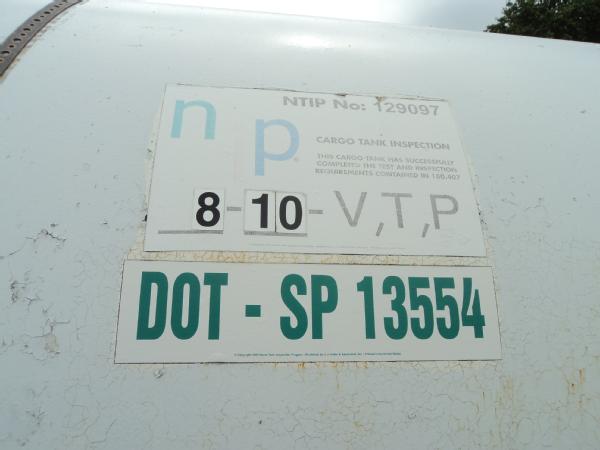 NTIP No: 129097
n p
CARGO TANK INSPECTION
THIS CARGO TANK HAS SUCCESSFULLY
COMPLETED THE TEST AND INSPECTION
REQUIREMENTS CONTAINED IN 180.407
8-10-V,T,P
DOT - SP 13554